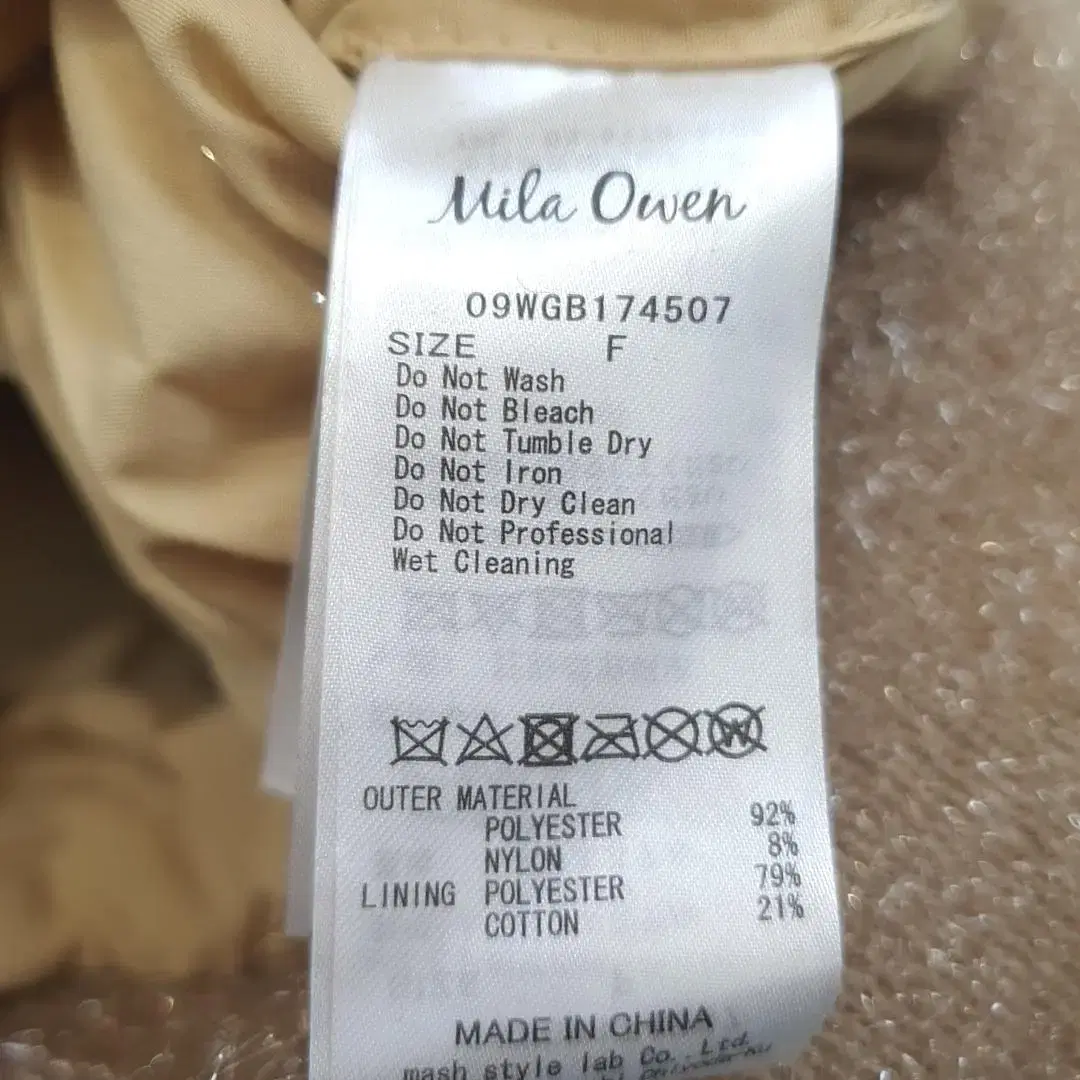 Mila Owen
09WGB174507
SIZE F
Do Not Wash
Do Not Bleach
Do Not Tumble Dry
Do Not Iron
Do Not Dry Clean
Do Not Professional
Wet Cleaning
W
OUTER MATERIAL
POLYESTER 92%
NYLON 8%
LINING POLYESTER 79%
COTTON 21%
MADE IN CHINA
mash style lab Co., Ltd.